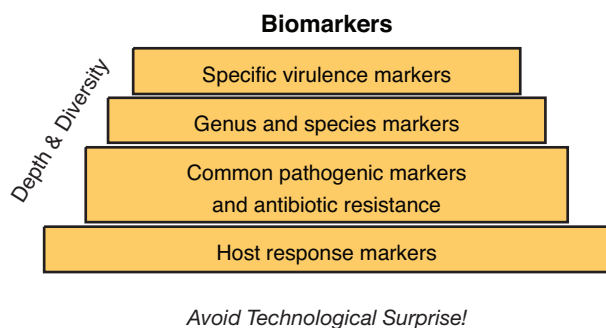 Biomarkers
Depth & Diversity
Specific virulence markers
Genus and species markers
Common pathogenic markers
and antibiotic resistance
Host response markers
Avoid Technological Surprise!